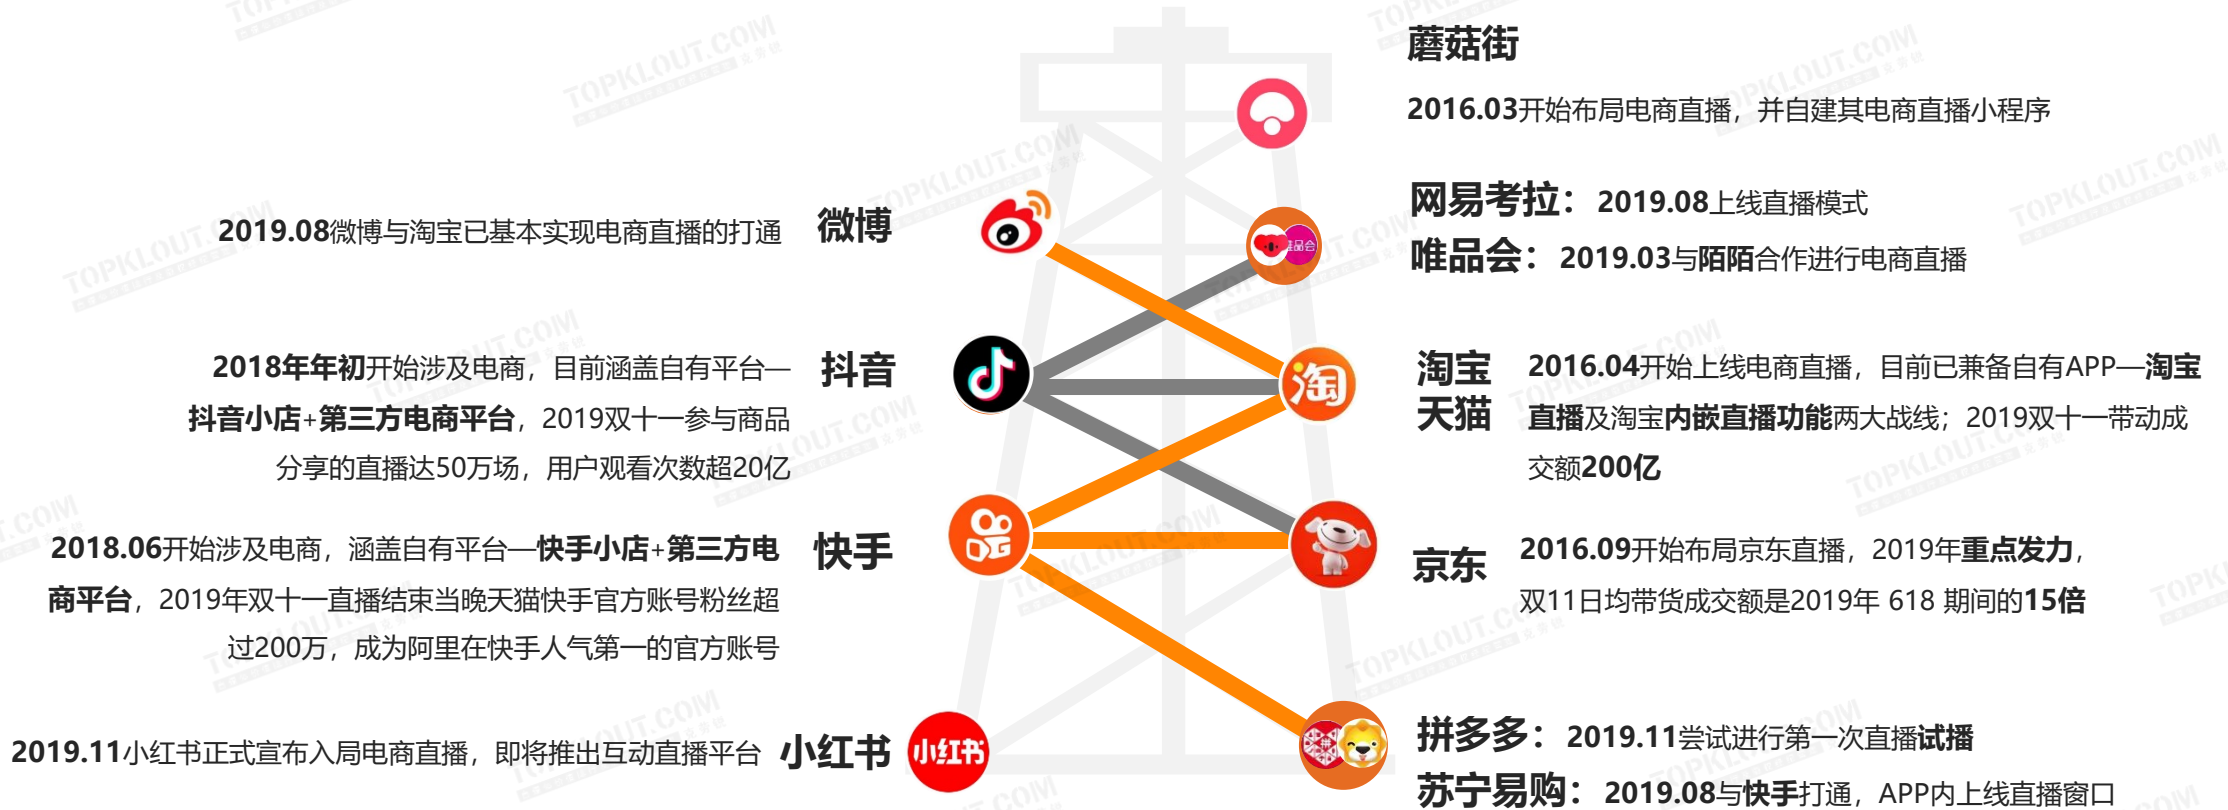 蘑菇街
2016.03开始布局电商直播，并自建其电商直播小程序
网易考拉：2019.08上线直播模式
唯品会：2019.03与陌陌合作进行电商直播
2019.08微博与淘宝已基本实现电商直播的打通
微博
唯品会
2018年年初开始涉及电商，目前涵盖自有平台—
抖音小店+第三方电商平台，2019双十一参与商品
分享的直播达50万场，用户观看次数超20亿
抖音
淘
淘宝
天猫
2016.04开始上线电商直播，目前已兼备自有APP—淘宝
直播及淘宝内嵌直播功能两大战线；2019双十一带动成
交额200亿
2018.06开始涉及电商，涵盖自有平台—快手小店+第三方电
商平台，2019年双十一直播结束当晚天猫快手官方账号粉丝超
过200万，成为阿里在快手人气第一的官方账号
快手
京东
2016.09开始布局京东直播，2019年重点发力，
双11日均带货成交额是2019年 618 期间的15倍
2019.11小红书正式宣布入局电商直播，即将推出互动直播平台
小红书
小红书
拼多多：2019.11尝试进行第一次直播试播
苏宁易购：2019.08与快手打通，APP内上线直播窗口
TOPKLOUT.COM